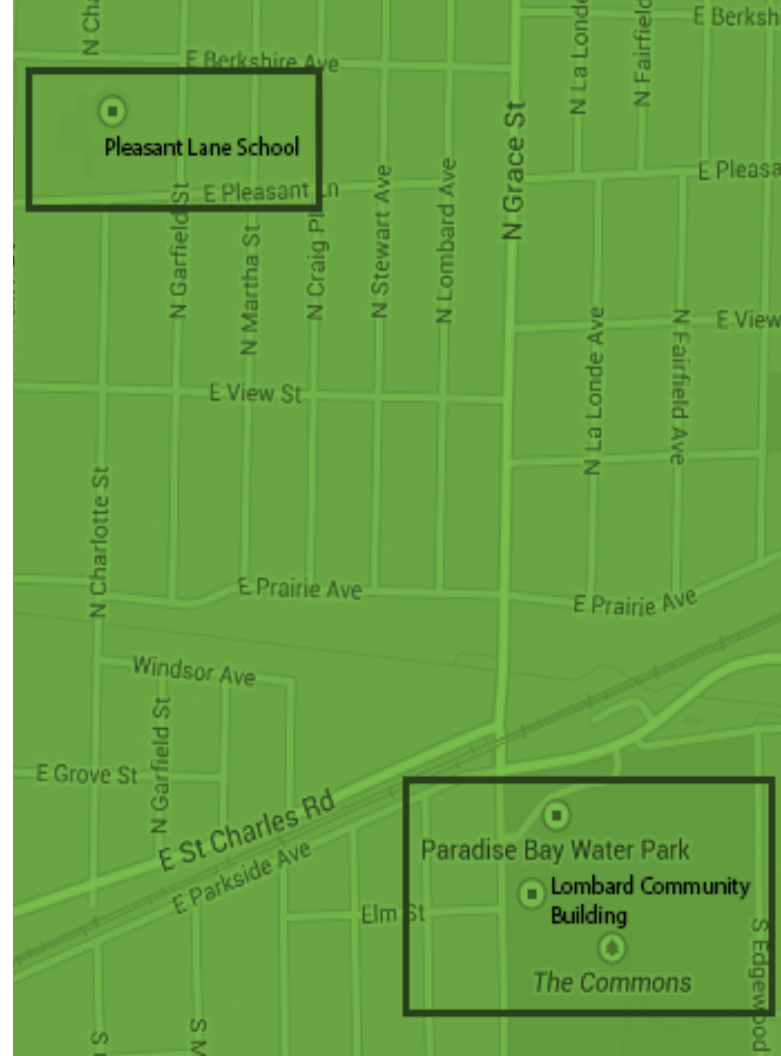 N Cha
E Berkshire Ave
N La Londe
N Fairfield
E Berksh
Pleasant Lane School
E Pleasant Ln
N Grace St
E Pleasa
N Garfield St
N Martha St
N Craig Pl
N Stewart Ave
N Lombard Ave
E View St
N La Londe Ave
N Fairfield Ave
E View
N Charlotte St
E Prairie Ave
E Prairie Ave
Windsor Ave
N Garfield St
E Grove St
E St Charles Rd
E Parkside Ave
Paradise Bay Water Park
Lombard Community
Building
Elm St
The Commons
S Edgewood
S M